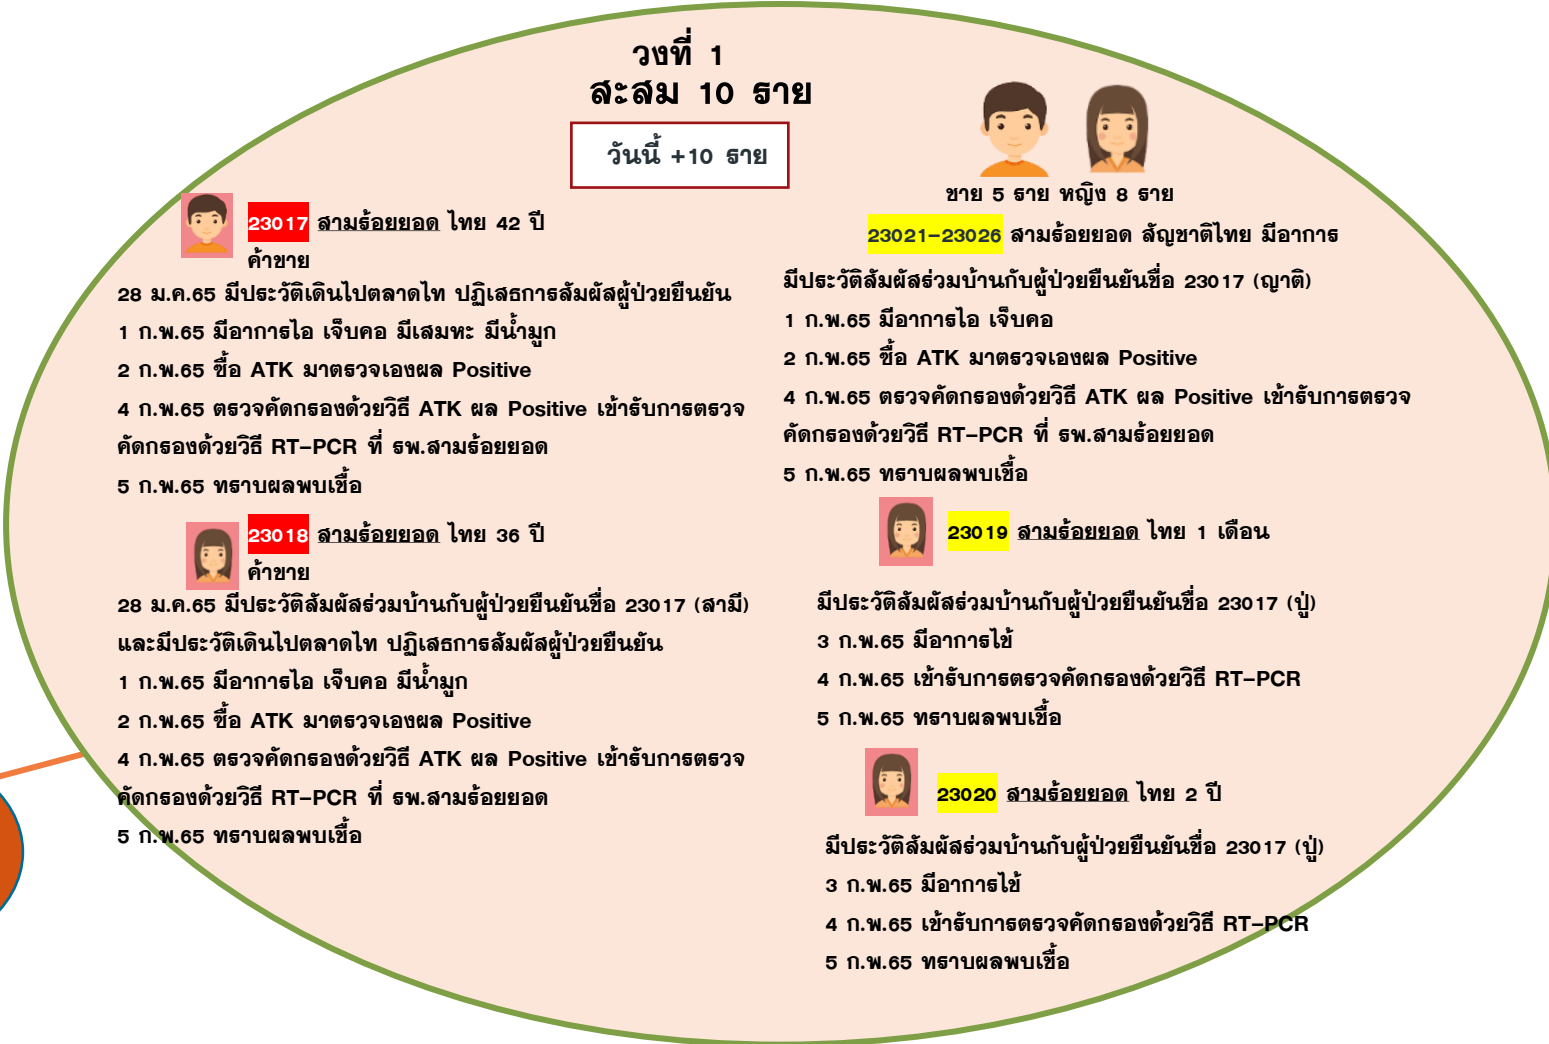 วงที่ 1
สะสม 10 ราย
วันนี้ +10 ราย
23017 สามร้อยยอด ไทย 42 ปี
ค้าขาย
28 ม.ค.65 มีประวัติเดินไปตลาดไท ปฏิเสธการสัมผัสผู้ป่วยยืนยัน
1 ก.พ.65 มีอาการไอ เจ็บคอ มีเสมหะ มีน้ำมูก
2 ก.พ.65 ซื้อ ATK มาตรวจเองผล Positive
4 ก.พ.65 ตรวจคัดกรองด้วยวิธี ATK ผล Positive เข้ารับการตรวจ
คัดกรองด้วยวิธี RT-PCR ที่ รพ.สามร้อยยอด
5 ก.พ.65 ทราบผลพบเชื้อ
23018 สามร้อยยอด ไทย 36 ปี
ค้าขาย
28 ม.ค.65 มีประวัติสัมผัสร่วมบ้านกับผู้ป่วยยืนยันชื่อ 23017 (สามี)
และมีประวัติเดินไปตลาดไท ปฏิเสธการสัมผัสผู้ป่วยยืนยัน
1 ก.พ.65 มีอาการไอ เจ็บคอ มีน้ำมูก
2 ก.พ.65 ซื้อ ATK มาตรวจเองผล Positive
4 ก.พ.65 ตรวจคัดกรองด้วยวิธี ATK ผล Positive เข้ารับการตรวจ
คัดกรองด้วยวิธี RT-PCR ที่ รพ.สามร้อยยอด
5 ก.พ.65 ทราบผลพบเชื้อ
ชาย 5 ราย หญิง 8 ราย
23021-23026 สามร้อยยอด สัญชาติไทย มีอาการ
มีประวัติสัมผัสร่วมบ้านกับผู้ป่วยยืนยันชื่อ 23017 (ญาติ)
1 ก.พ.65 มีอาการไอ เจ็บคอ
2 ก.พ.65 ซื้อ ATK มาตรวจเองผล Positive
4 ก.พ.65 ตรวจคัดกรองด้วยวิธี ATK ผล Positive เข้ารับการตรวจ
คัดกรองด้วยวิธี RT-PCR ที่ รพ.สามร้อยยอด
5 ก.พ.65 ทราบผลพบเชื้อ
23019 สามร้อยยอด ไทย 1 เดือน
มีประวัติสัมผัสร่วมบ้านกับผู้ป่วยยืนยันชื่อ 23017 (ปู่)
3 ก.พ.65 มีอาการไข้
4 ก.พ.65 เข้ารับการตรวจคัดกรองด้วยวิธี RT-PCR
5 ก.พ.65 ทราบผลพบเชื้อ
23020 สามร้อยยอด ไทย 2 ปี
มีประวัติสัมผัสร่วมบ้านกับผู้ป่วยยืนยันชื่อ 23017 (ปู่)
3 ก.พ.65 มีอาการไข้
4 ก.พ.65 เข้ารับการตรวจคัดกรองด้วยวิธี RT-PCR
5 ก.พ.65 ทราบผลพบเชื้อ